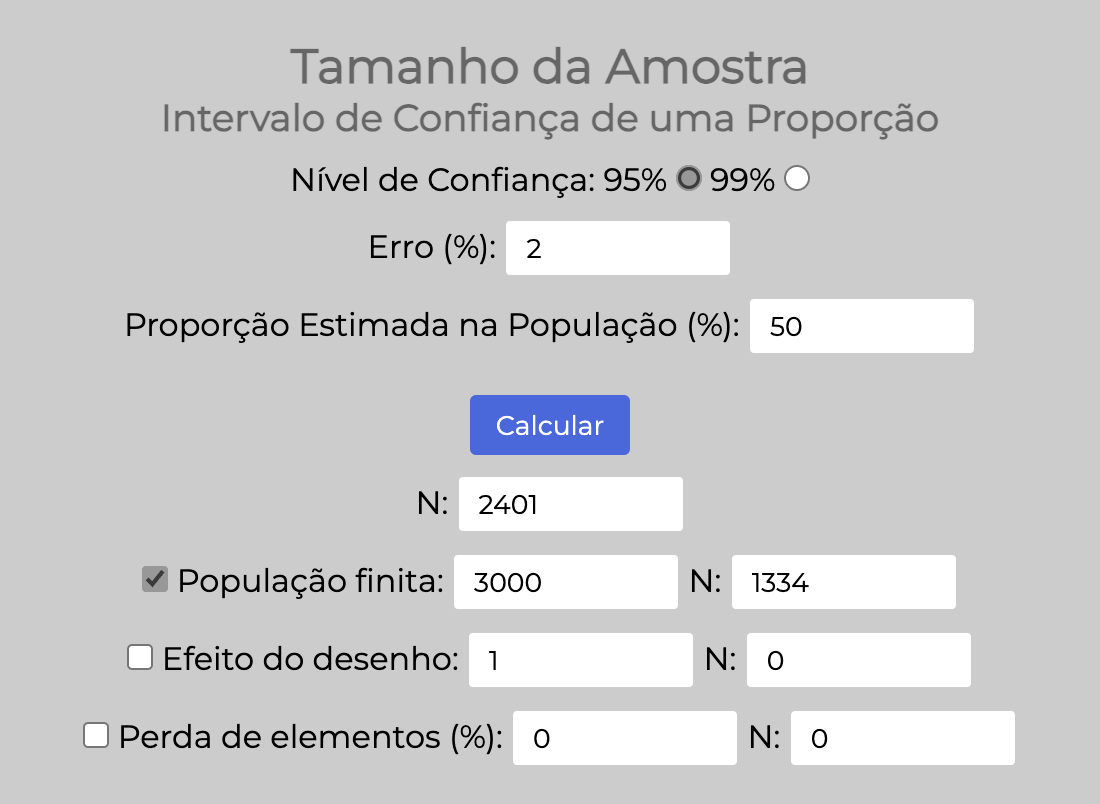 Tamanho da Amostra
Intervalo de Confiança de uma Proporção
Nível de Confiança: 95% 99%
Erro (%): 2
Proporção Estimada na População (%): 50
Calcular
N: 2401
População finita: 3000 N: 1334
Efeito do desenho: 1 N: 0
Perda de elementos (%): 0 N: 0